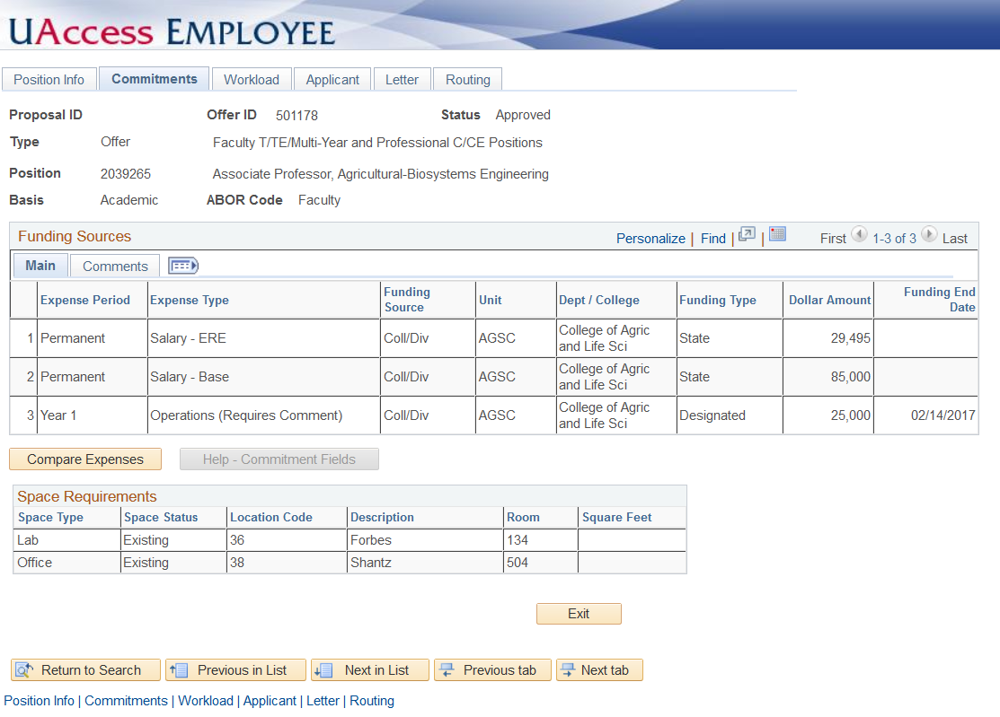 UAccess EMPLOYEE
Position Info Commitments Workload Applicant Letter Routing
Proposal ID Offer ID 501178 Status Approved
Type Offer Faculty T/TE/Multi-Year and Professional C/CE Positions
Position 2039265 Associate Professor, Agricultural-Biosystems Engineering
Basis Academic ABOR Code Faculty
Funding Sources Personalize | Find | | First 1-3 of 3 Last
Main Comments
Expense Period Expense Type Funding Source Unit Dept / College Funding Type Dollar Amount Funding End Date
1 Permanent Salary - ERE Coll/Div AGSC College of Agric and Life Sci State 29,495
2 Permanent Salary - Base Coll/Div AGSC College of Agric and Life Sci State 85,000
3 Year 1 Operations (Requires Comment) Coll/Div AGSC College of Agric and Life Sci Designated 25,000 02/14/2017
Compare Expenses Help - Commitment Fields
Space Requirements
Space Type Space Status Location Code Description Room Square Feet
Lab Existing 36 Forbes 134
Office Existing 38 Shantz 504
Exit
Return to Search Previous in List Next in List Previous tab Next tab
Position Info | Commitments | Workload | Applicant | Letter | Routing